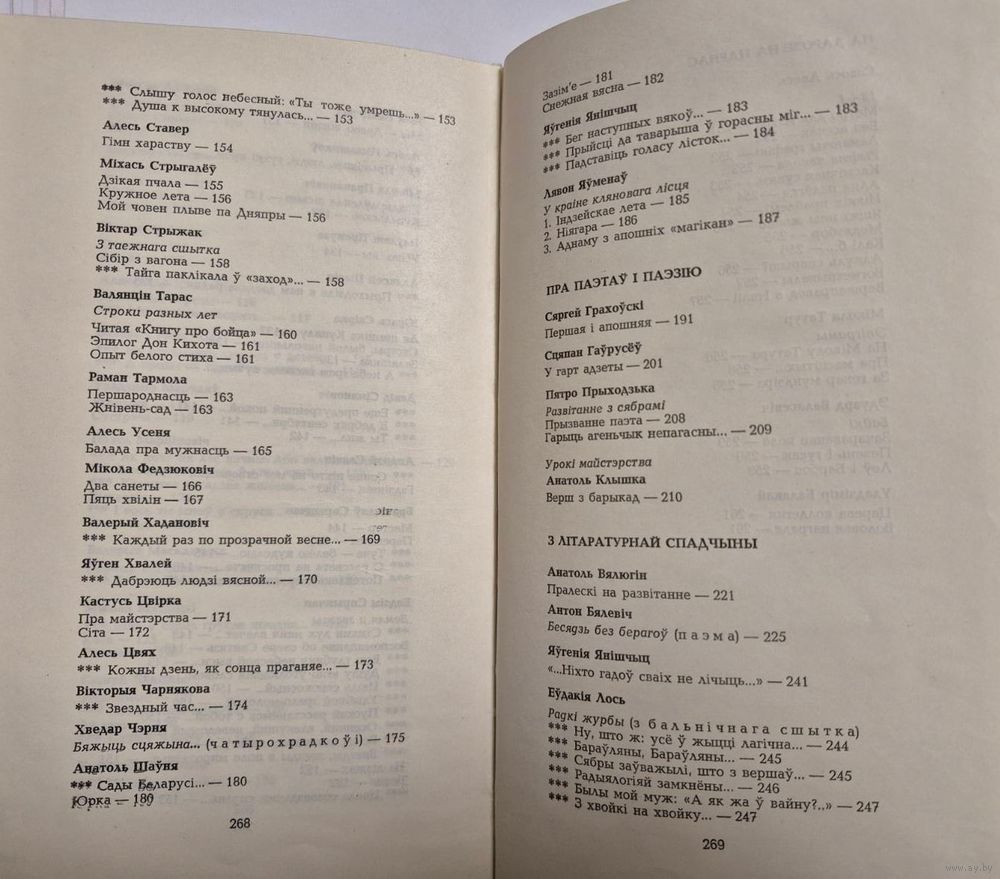 *** Слышу голос небесный: «Ты тоже умрешь...» — 153
*** Душа к высокому тянулась... — 153
Алесь Ставер
Гімн хараству — 154
Міхась Стрыгалёў
Дзікая пчала — 155
Кружное лета — 156
Мой човен плыве па Дняпры — 156
Віктар Стрыжак
З таежнага сшытка
Сібір з вагона — 158
*** Тайга паклікала ў «заход»... — 158
Валянцін Тарас
Строки разных лет
Читая «Книгу про бойца» — 160
Эпилог Дон Кихота — 161
Опыт белого стиха — 161
Раман Тармола
Першароднасць — 163
Жнівень-сад — 163
Алесь Усеня
Балада пра мужнасць — 165
Мікола Федзюковіч
Два санеты — 166
Пяць хвілін — 167
Валерый Хадановіч
*** Каждый раз по прозрачной весне... — 169
Яўген Хвалей
*** Дабрэюць людзі вясной... — 170
Кастусь Цвірка
Пра майстэрства — 171
Сіта — 172
Алесь Цвях
*** Кожны дзень, як сонца праганяе... — 173
Вікторыя Чарнякова
*** Звездный час... — 174
Хведар Чэрня
Бяжыць сцяжына... (чатырохрадкоўі) — 175
Анатоль Шаўня
*** Сады Беларусі... — 180
Юрка — 180
268
Зазім'е — 181
Снежная вясна — 182
Яўгенія Янішчыц
*** Бег наступных вякоў... — 183
*** Прыйсці да таварыша ў горасны міг... — 183
*** Падставіць голасу лісток... — 184
Лявон Яўменаў
У краіне кляновага лісця
1. Індзейскае лета — 185
2. Ніягара — 186
3. Аднаму з апошніх «магікан» — 187
ПРА ПАЭТАЎ І ПАЭЗІЮ
Сяргей Грахоўскі
Першая і апошняя — 191
Сцяпан Гаўрусёў
У гарт адзеты — 201
Пятро Прыходзька
Развітанне з сябрамі
Прызванне паэта — 208
Гарыць агеньчык непагасны... — 209
Урокі майстэрства
Анатоль Клышка
Верш з барыкад — 210
З ЛІТАРАТУРНАЙ СПАДЧЫНЫ
Анатоль Вялюгін
Пралескі на развітанне — 221
Антон Бялевіч
Бесядзь без берагоў (паэма) — 225
Яўгенія Янішчыц
«...Ніхто гадоў сваіх не лічыць...» — 241
Еўдакія Лось
Радкі журбы (з бальнічнага сшытка)
*** Ну, што ж: усё ў жыцці лагічна... — 244
*** Бараўляны, Бараўляны... — 245
*** Сябры заўважылі, што з вершаў... — 245
*** Радыялогіяй замкнёны... — 246
*** Былы мой муж: «А як жа ў вайну?..» — 247
*** З хвойкі на хвойку... — 247
269
www.ay.by